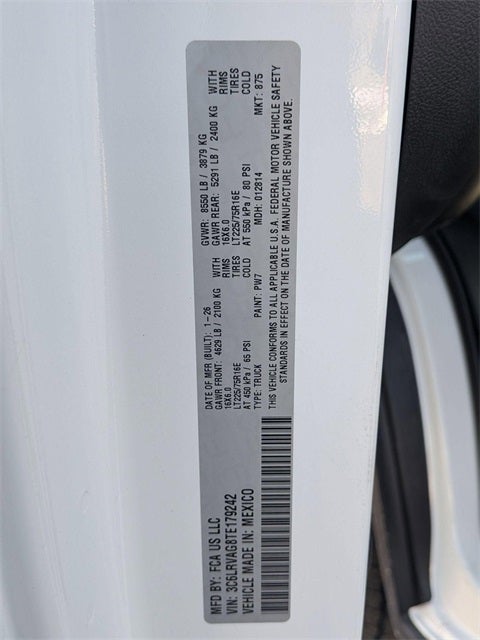 MFD BY: FCA US LLC
VIN: 3C6LRVAG8TE179242
VEHICLE MADE IN: MEXICO
DATE OF MFR (BUILT): 1-26 GVWR: 8550 LB / 3879 KG
GAWR FRONT: 4629 LB / 2100 KG WITH GAWR REAR: 5291 LB / 2400 KG WITH
16X6.0 RIMS 16X6.0 RIMS
LT225/75R16E TIRES LT225/75R16E TIRES
AT 450 kPa / 65 PSI COLD AT 550 kPa / 80 PSI COLD
TYPE: TRUCK PAINT: PW7 MDH: 012814 MKT: 875
THIS VEHICLE CONFORMS TO ALL APPLICABLE U.S.A. FEDERAL MOTOR VEHICLE SAFETY
STANDARDS IN EFFECT ON THE DATE OF MANUFACTURE SHOWN ABOVE.